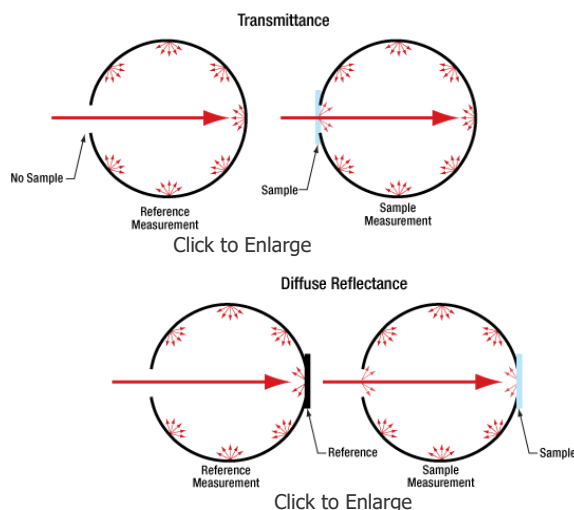 Transmittance
No Sample
Sample
Reference
Measurement
Sample
Measurement
Click to Enlarge
Diffuse Reflectance
Reference
Sample
Reference
Measurement
Sample
Measurement
Click to Enlarge